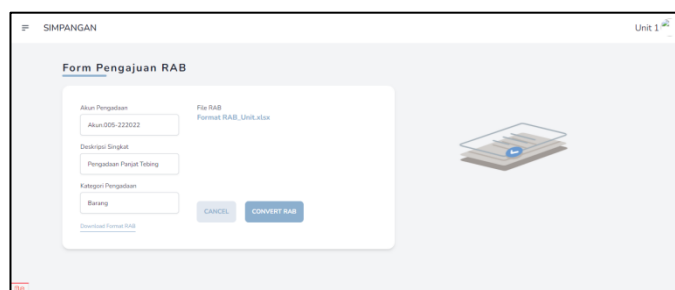 SIMPANGAN
Unit 1
Form Pengajuan RAB
Akun Pengadaan
Akun:005-222022
Deskripsi Singkat
Pengadaan Panjat Tebing
Kategori Pengadaan
Barang
Download Format RAB
File RAB
Format RAB_Unit.xlsx
CANCEL
CONVERT RAB